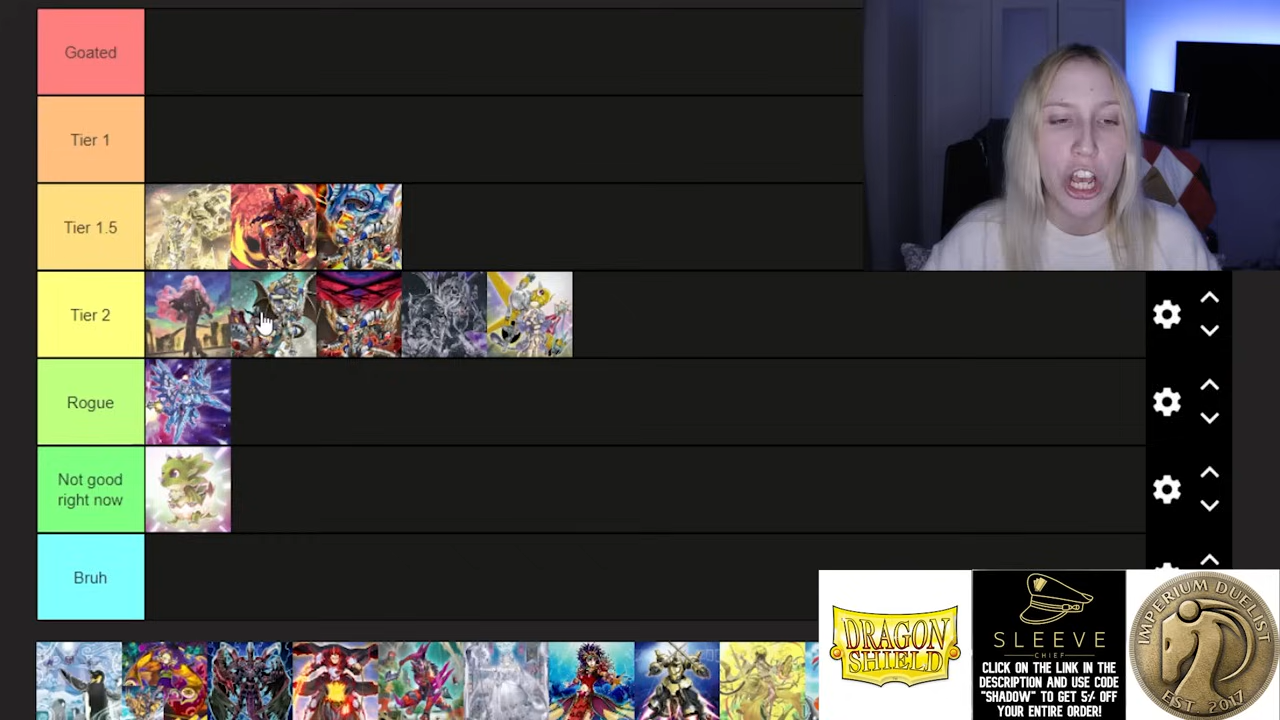 Goated
Tier 1
Tier 1.5
Tier 2
Rogue
Not good
right now
Bruh
DRAGON
SHIELD
SLEEVE
CHIEF
CLICK ON THE LINK IN THE
DESCRIPTION AND USE CODE
"SHADOW" TO GET 5% OFF
YOUR ENTIRE ORDER!
IMPERIUM DUELIST
EST 2017